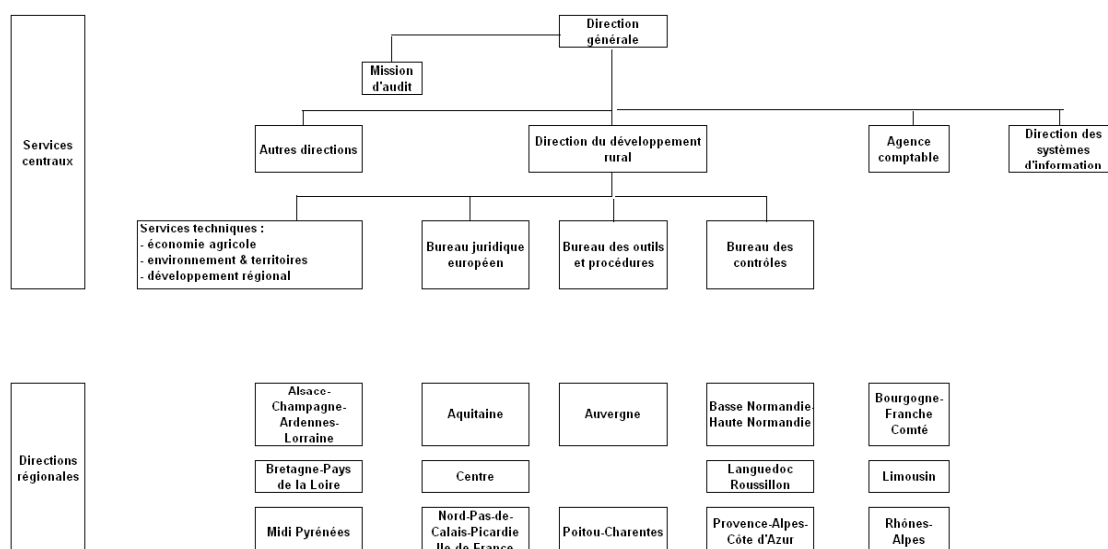 Direction
générale
Mission
d'audit
Services
centraux
Autres directions
Direction du développement
rural
Agence
comptable
Direction des
systèmes
d'information
Services techniques :
- économie agricole
- environnement & territoires
- développement régional
Bureau juridique
européen
Bureau des outils
et procédures
Bureau des
contrôles
Directions
régionales
Alsace-
Champagne-
Ardennes-
Lorraine
Aquitaine
Auvergne
Basse Normandie-
Haute Normandie
Bourgogne-
Franche
Comté
Bretagne-Pays
de la Loire
Centre
Languedoc
Roussillon
Limousin
Midi Pyrénées
Nord-Pas-de-
Calais-Picardie
Ile de France
Poitou-Charentes
Provence-Alpes-
Côte d'Azur
Rhônes-
Alpes